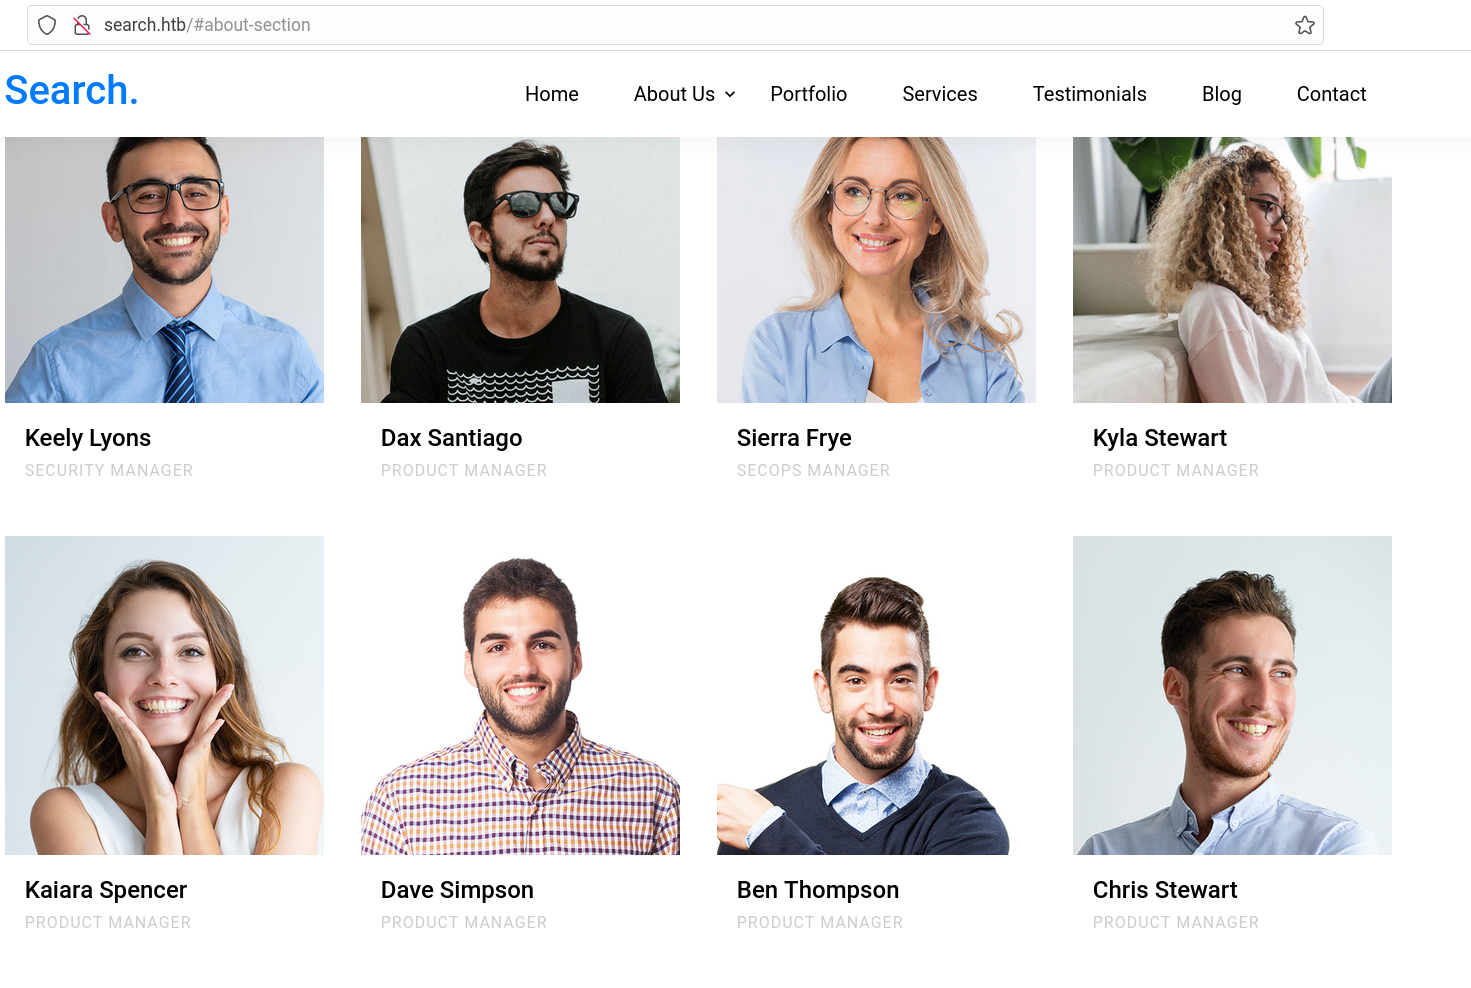 search.htb/#about-section
Search.
Home About Us Portfolio Services Testimonials Blog Contact
Keely Lyons Dax Santiago Sierra Frye Kyla Stewart
SECURITY MANAGER PRODUCT MANAGER SECOPS MANAGER PRODUCT MANAGER
Kaiara Spencer Dave Simpson Ben Thompson Chris Stewart
PRODUCT MANAGER PRODUCT MANAGER PRODUCT MANAGER PRODUCT MANAGER